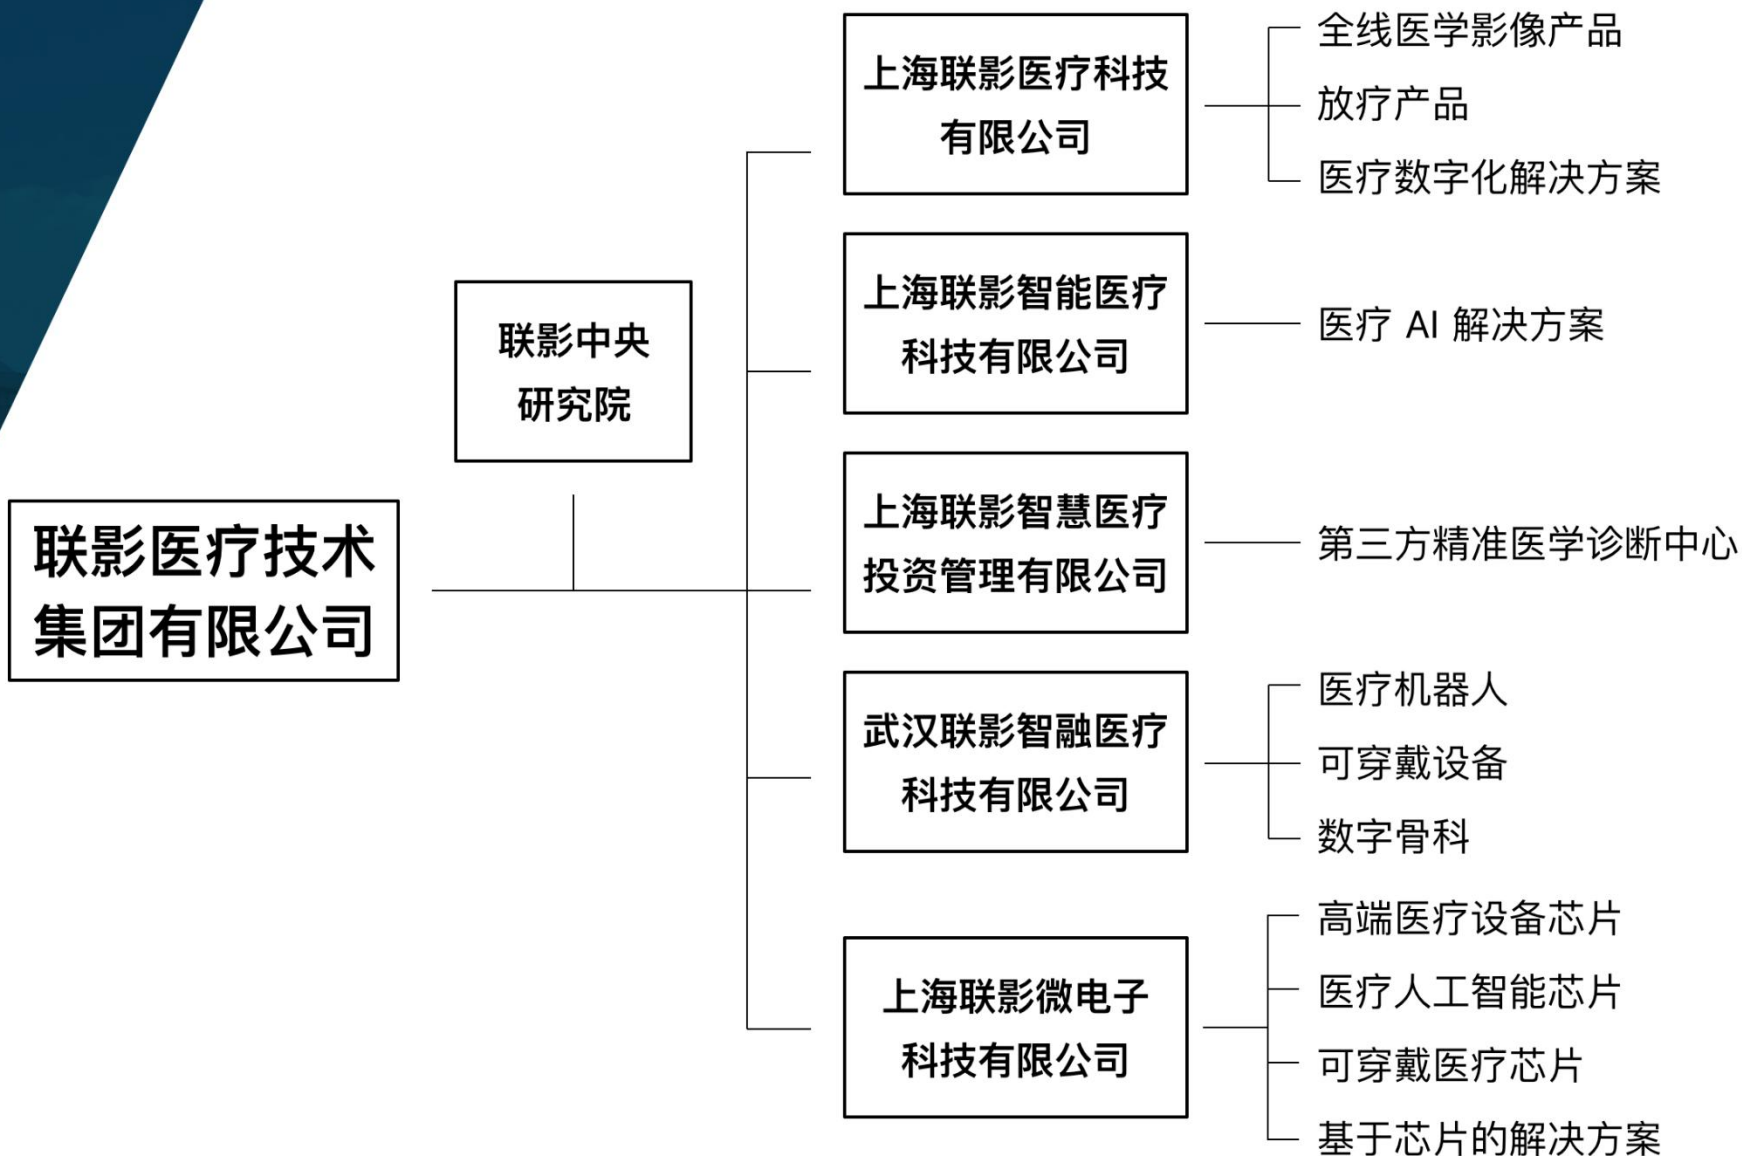 联影医疗技术
集团有限公司
联影中央
研究院
上海联影医疗科技
有限公司
全线医学影像产品
放疗产品
医疗数字化解决方案
上海联影智能医疗
科技有限公司
医疗 AI 解决方案
上海联影智慧医疗
投资管理有限公司
第三方精准医学诊断中心
武汉联影智融医疗
科技有限公司
医疗机器人
可穿戴设备
数字骨科
上海联影微电子
科技有限公司
高端医疗设备芯片
医疗人工智能芯片
可穿戴医疗芯片
基于芯片的解决方案